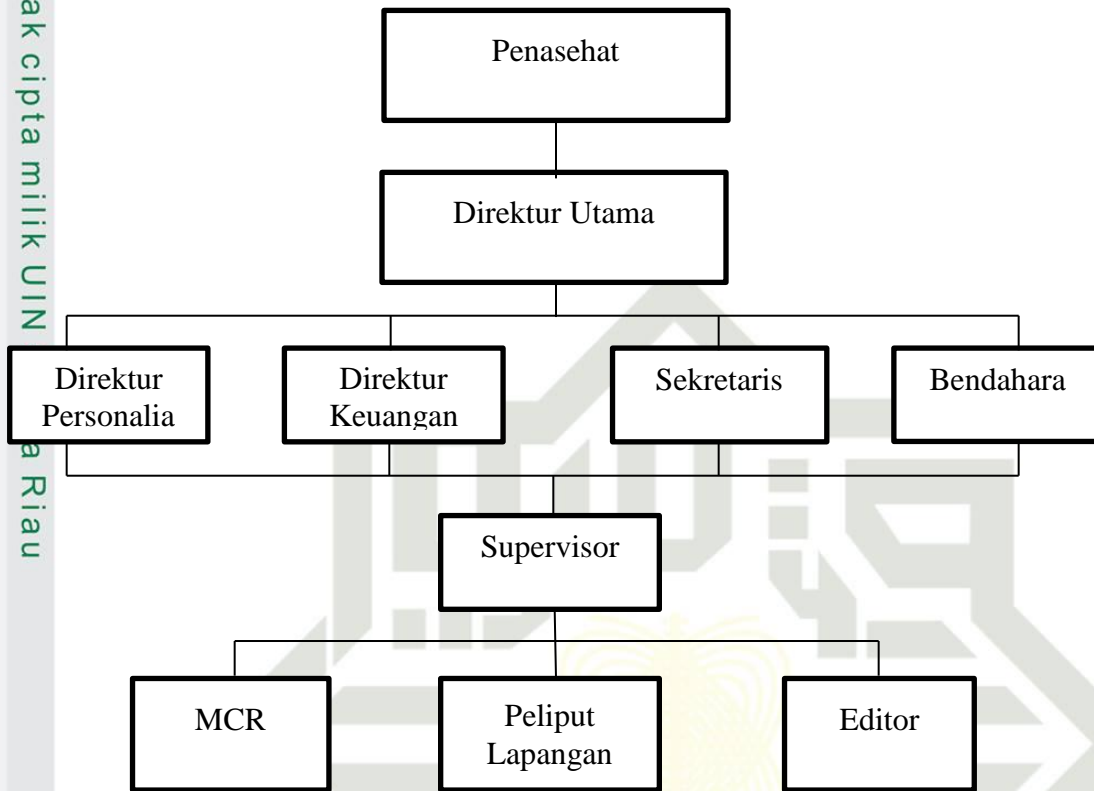 ak cipta milik UIN
a Riau
Penasehat
Direktur Utama
Direktur
Personalia
Direktur
Keuangan
Sekretaris
Bendahara
Supervisor
MCR
Peliput
Lapangan
Editor